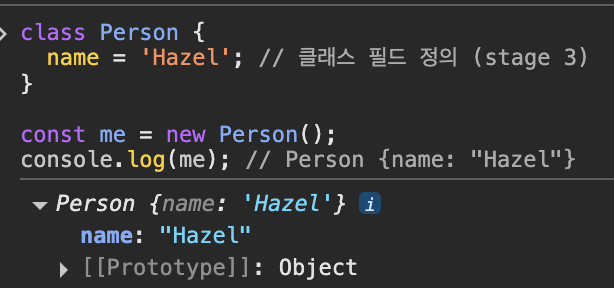 class Person {
  name = 'Hazel'; // 클래스 필드 정의 (stage 3)
}
const me = new Person();
console.log(me); // Person {name: "Hazel"}
Person {name: 'Hazel'} i
name: "Hazel"
[[Prototype]]: Object